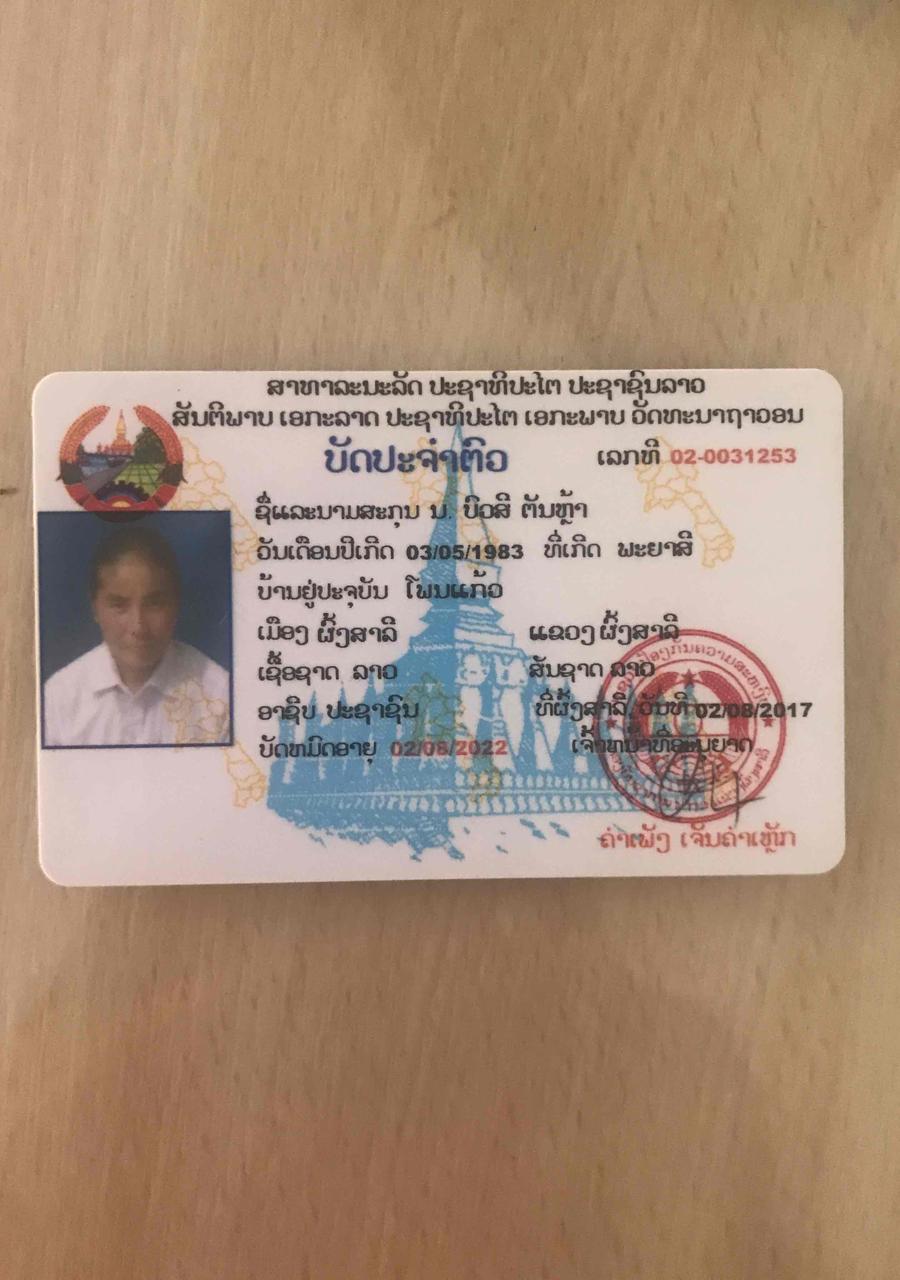 ສາທາລະນະລັດ ປະຊາທິປະໄຕ ປະຊາຊົນລາວ
ສັນຕິພາບ ເອກະລາດ ປະຊາທິປະໄຕ ເອກະພາບ ວັດທະນາຖາວອນ
ບັດປະຈຳຕົວ ເລກທີ 02-0031253
ຊື່ແລະນາມສະກຸນ ນ. ບົວສີ ຕັນຫຼ້າ
ວັນເດືອນປີເກີດ 03/05/1983 ທີ່ເກີດ ພະຍາສີ
ບ້ານຢູ່ປະຈຸບັນ ໂພນແກ້ວ
ເມືອງ ຜົ້ງສາລີ ແຂວງ ຜົ້ງສາລີ
ເຊື້ອຊາດ ລາວ ສັນຊາດ ລາວ
ອາຊີບ ປະຊາຊົນ ທີ່ຜົ້ງສາລີ, ວັນທີ 02/08/2017
ບັດຫມົດອາຍຸ 02/08/2022 ເຈົ້າຫນ້າທີ່ອະນຸຍາດ
ຄຳເພັງ ເຈັນຄຳເຫຼັກ